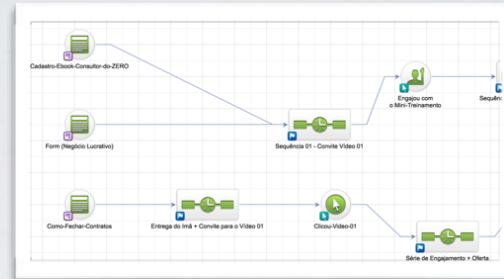 Cadastro-Ebook-Consultor-do-ZERO
Engajou com
o Mini-Treinamento
Sequênc
Form (Negócio Lucrativo)
Sequência 01 - Convite Vídeo 01
Como-Fechar-Contratos
Entrega do Imã + Convite para o Vídeo 01
Clicou-Video-01
Série de Engajamento + Oferta